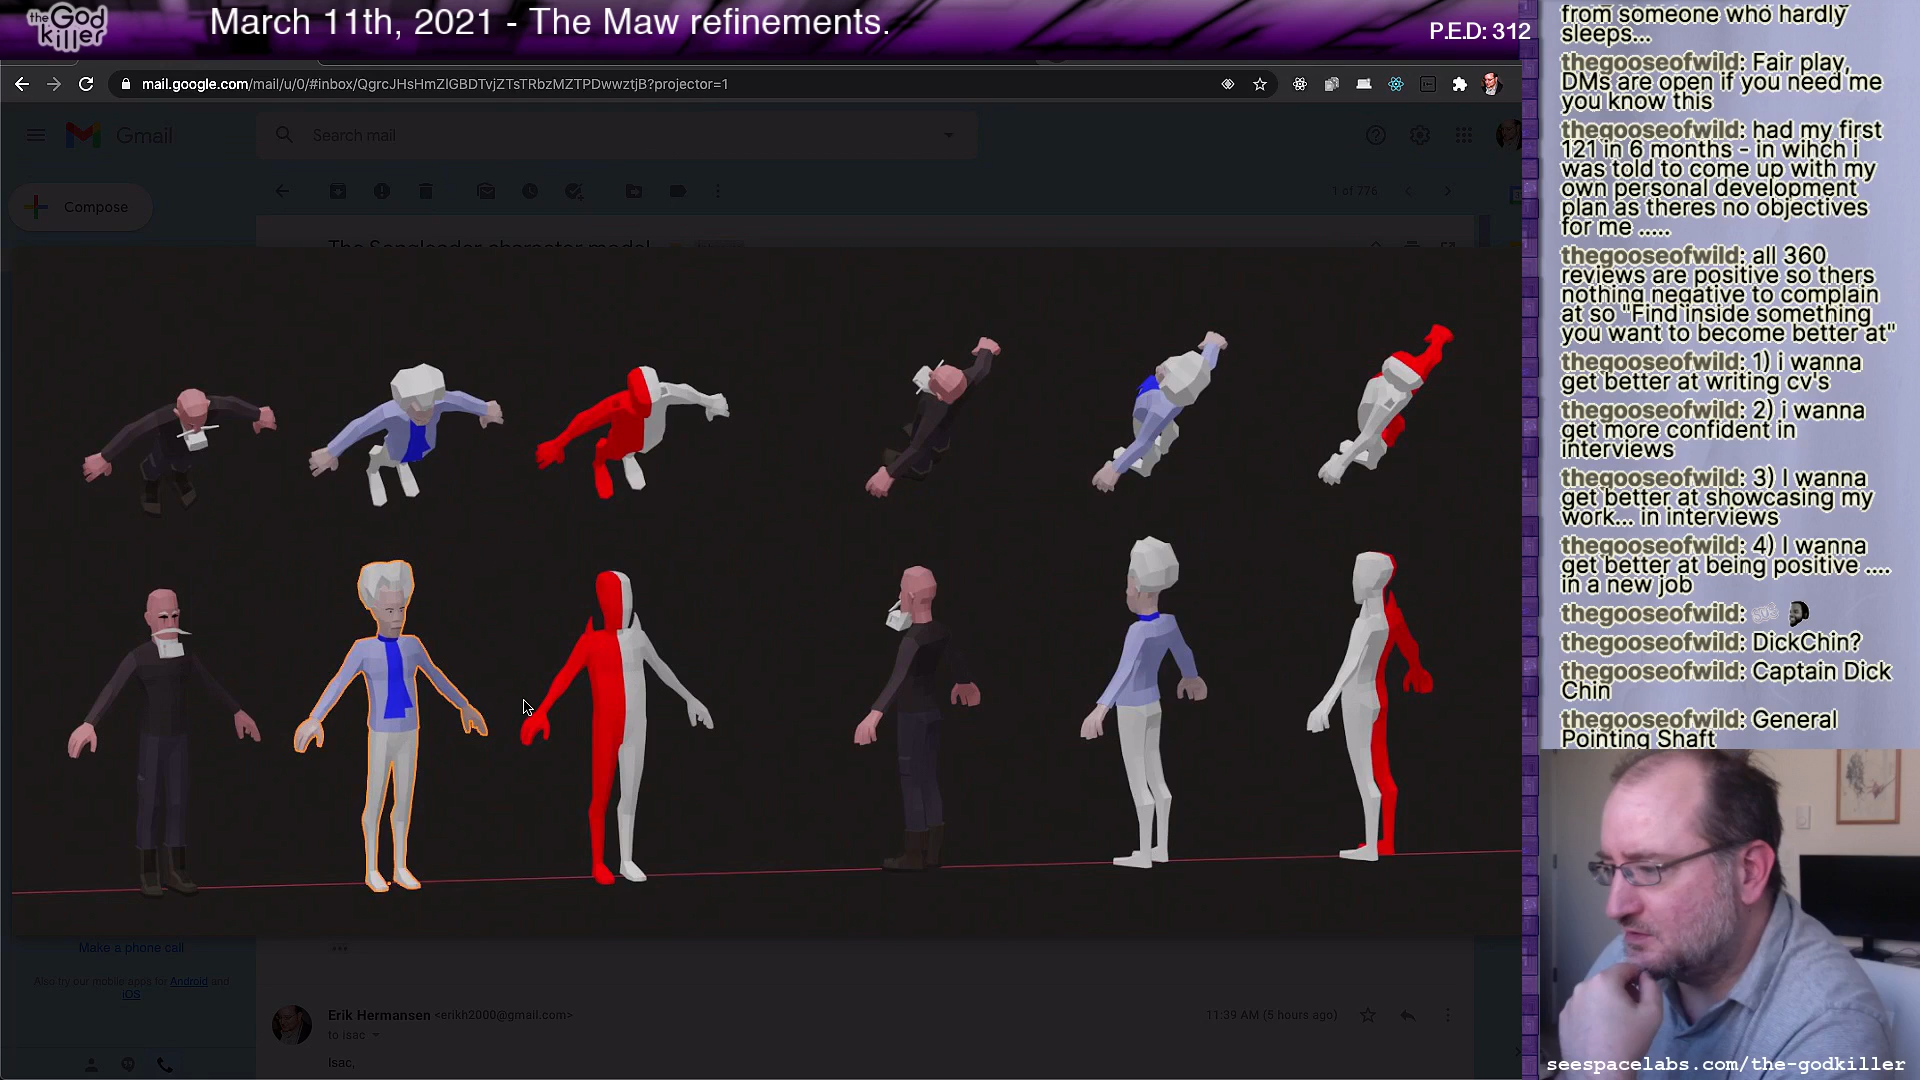 the God killer
March 11th, 2021 - The Maw refinements.
P.E.D: 312
mail.google.com/mail/u/0/#inbox/QgrcJHsHmZlGBDTvjZTsTRbzMZTPDwwztjB?projector=1
Gmail
Search mail
Compose
1 of 776
The Songleader character model
Make a phone call
Also try our mobile apps for Android and
iOS
Erik Hermansen <erikh2000@gmail.com>
11:39 AM (5 hours ago)
to isac
Isac,
from someone who hardly
sleeps...
thegooseofwild: Fair play,
DMs are open if you need me
you know this
thegooseofwild: had my first
121 in 6 months - in wihch i
was told to come up with my
own personal development
plan as theres no objectives
for me .....
thegooseofwild: all 360
reviews are positive so thers
nothing negative to complain
at so "Find inside something
you want to become better at"
thegooseofwild: 1) i wanna
get better at writing cv's
thegooseofwild: 2) i wanna
get more confident in
interviews
thegooseofwild: 3) I wanna
get better at showcasing my
work... in interviews
thegooseofwild: 4) I wanna
get better at being positive ....
in a new job
thegooseofwild:
thegooseofwild: DickChin?
thegooseofwild: Captain Dick
Chin
thegooseofwild: General
Pointing Shaft
seespacelabs.com/the-godkiller